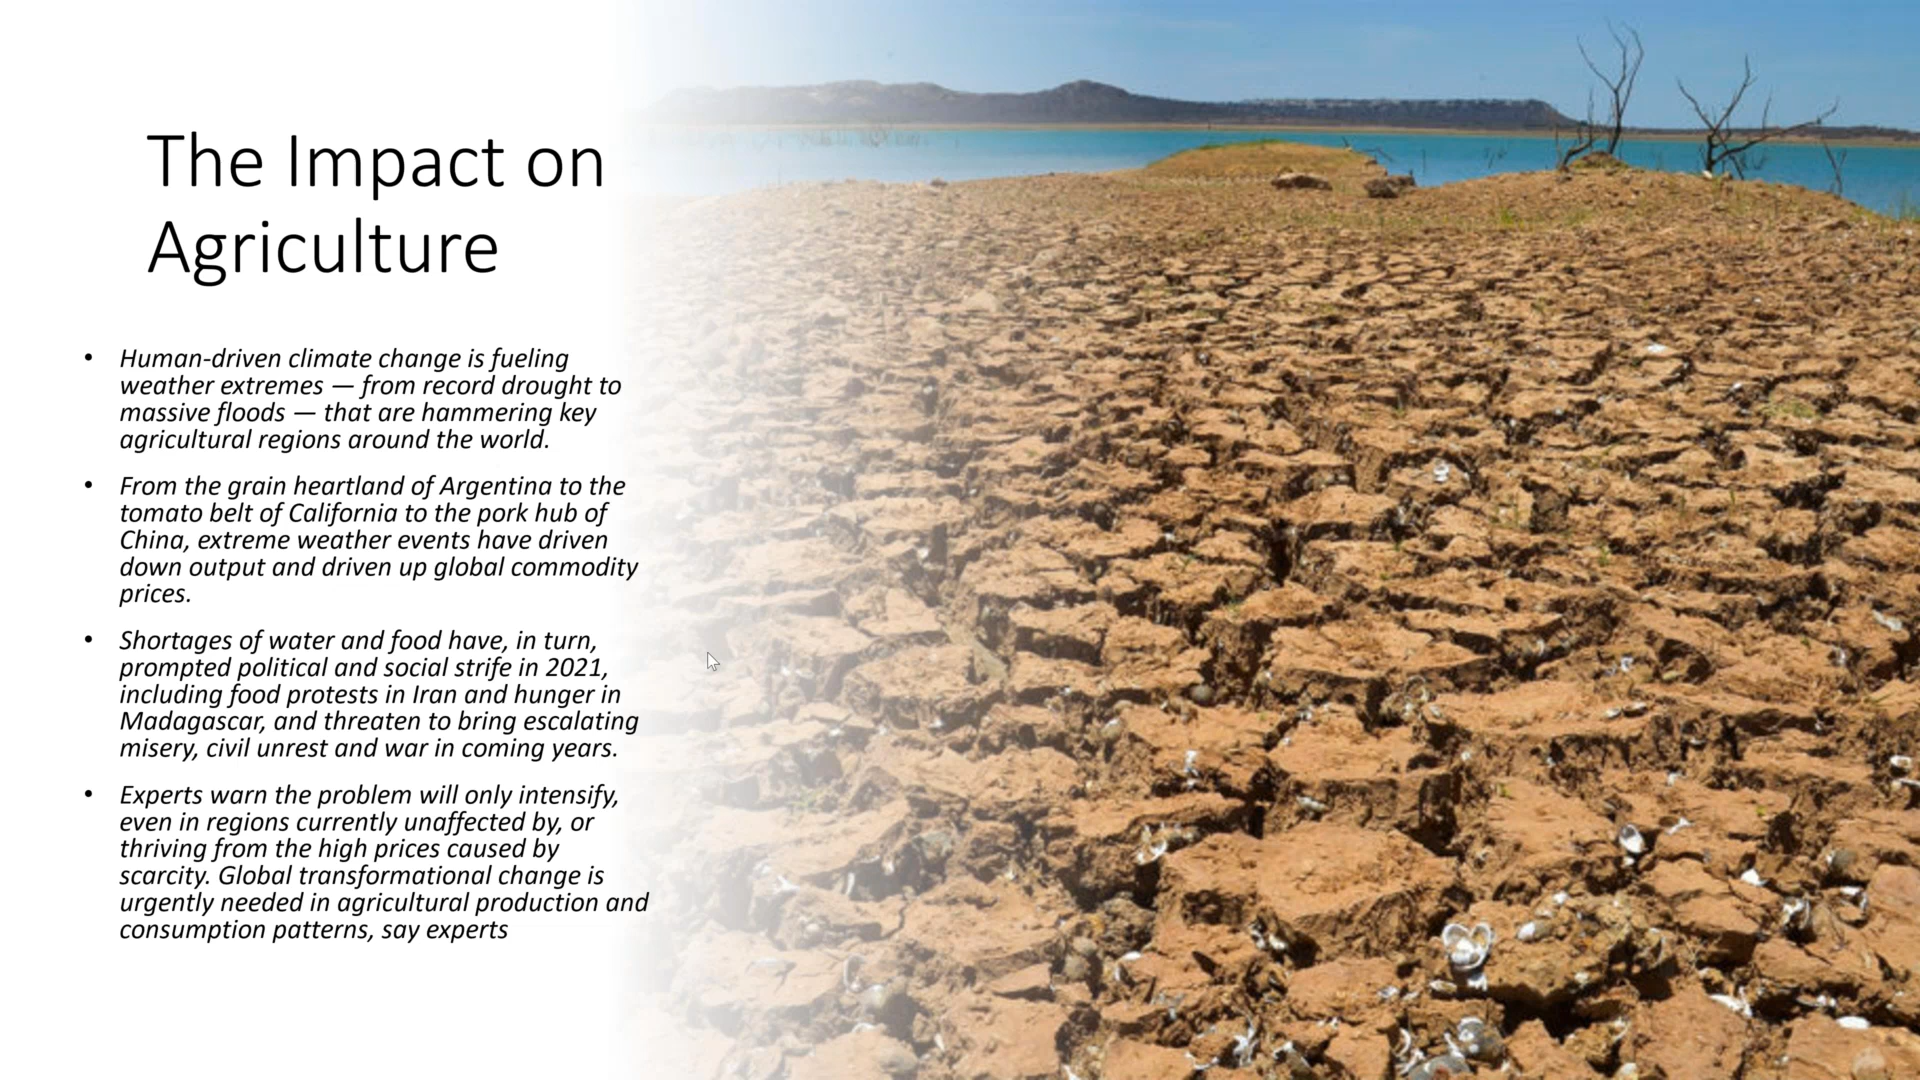 The Impact on
Agriculture
• Human-driven climate change is fueling
weather extremes — from record drought to
massive floods — that are hammering key
agricultural regions around the world.
• From the grain heartland of Argentina to the
tomato belt of California to the pork hub of
China, extreme weather events have driven
down output and driven up global commodity
prices.
• Shortages of water and food have, in turn,
prompted political and social strife in 2021,
including food protests in Iran and hunger in
Madagascar, and threaten to bring escalating
misery, civil unrest and war in coming years.
• Experts warn the problem will only intensify,
even in regions currently unaffected by, or
thriving from the high prices caused by
scarcity. Global transformational change is
urgently needed in agricultural production and
consumption patterns, say experts